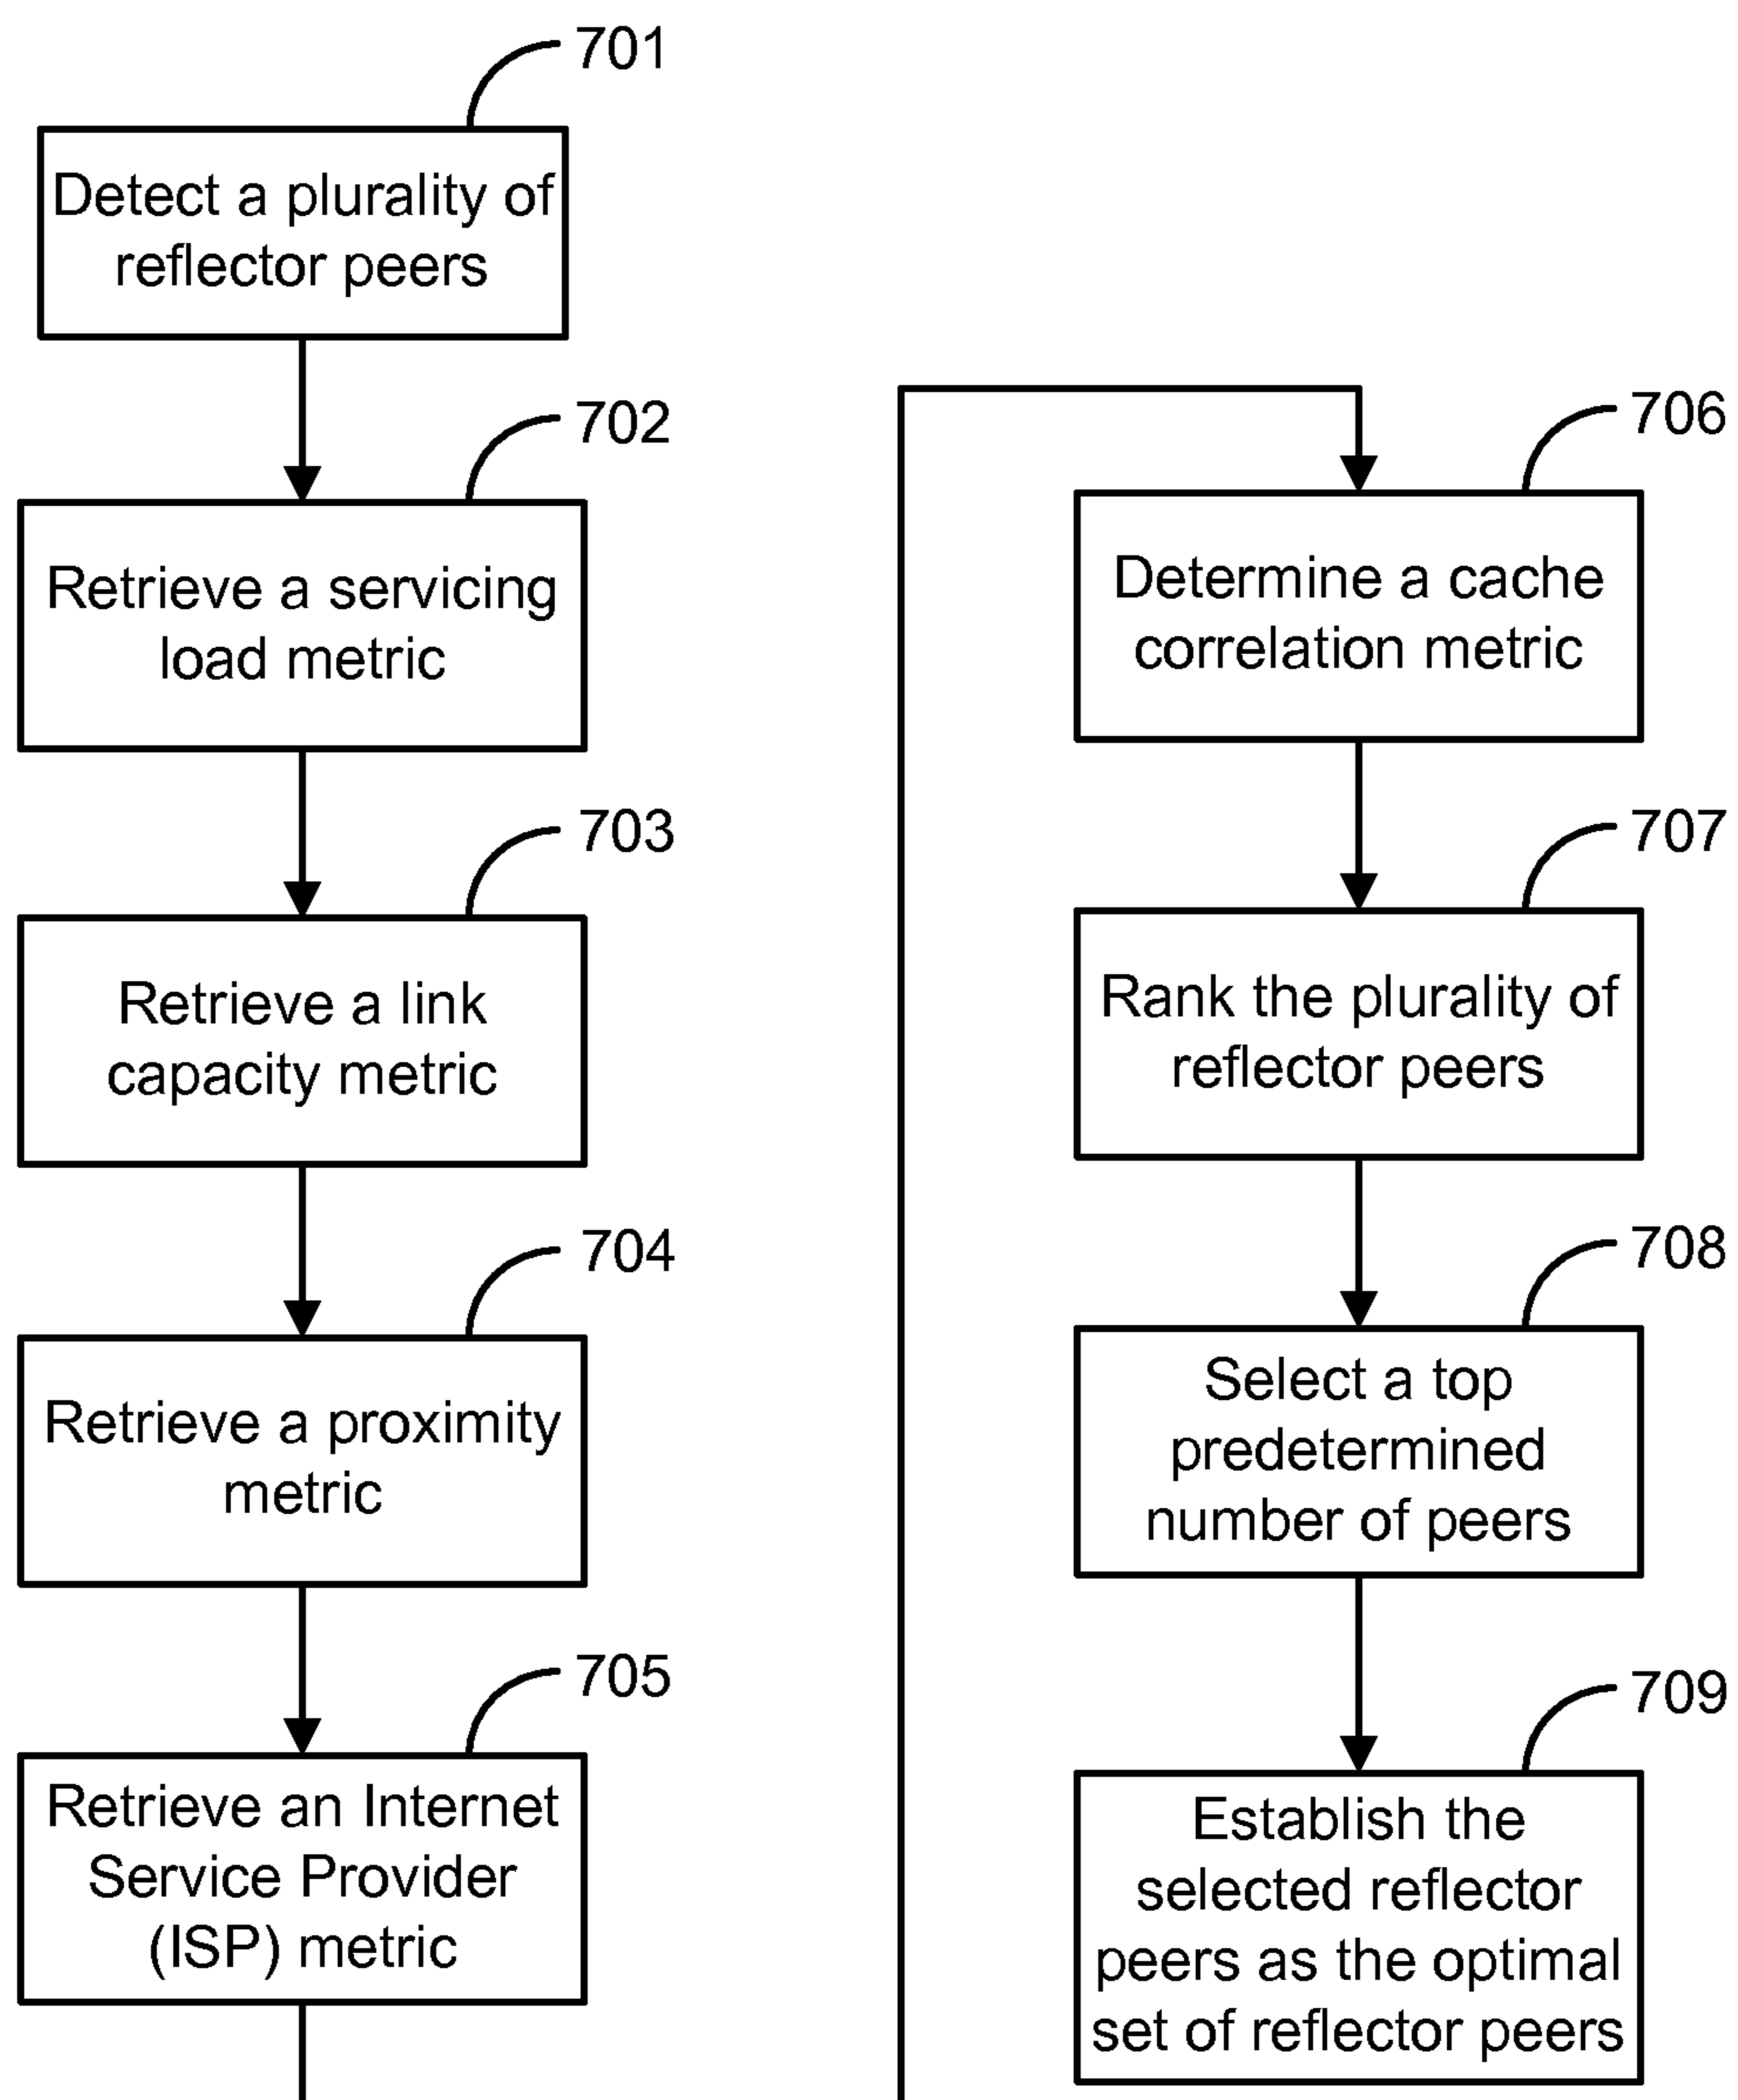 701
Detect a plurality of
reflector peers
702
Retrieve a servicing
load metric
703
Retrieve a link
capacity metric
704
Retrieve a proximity
metric
705
Retrieve an Internet
Service Provider
(ISP) metric
706
Determine a cache
correlation metric
707
Rank the plurality of
reflector peers
708
Select a top
predetermined
number of peers
709
Establish the
selected reflector
peers as the optimal
set of reflector peers